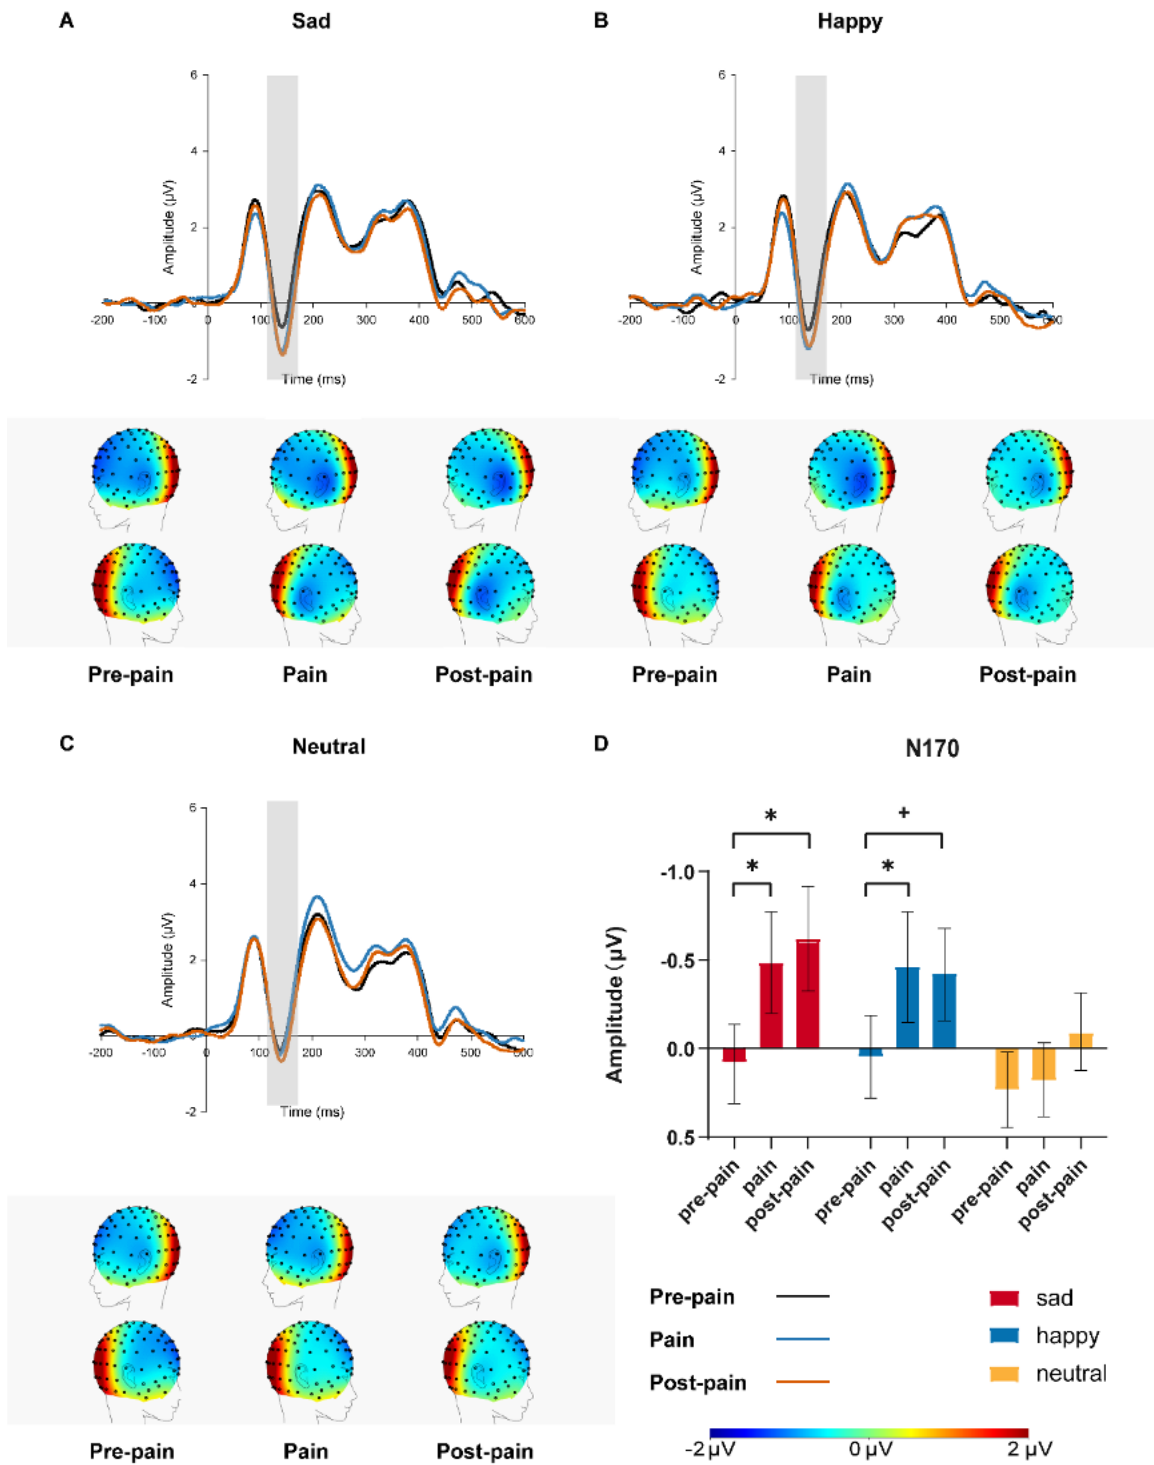 A Sad
B Happy
6
4
2
-2
Amplitude (µV)
-200 -100 0 100 200 300 400 500 600
Time (ms)
6
4
2
-2
Amplitude (µV)
-200 -100 0 100 200 300 400 500 600
Time (ms)
Pre-pain Pain Post-pain Pre-pain Pain Post-pain
C Neutral
D N170
6
4
2
-2
Amplitude (µV)
-200 -100 0 100 200 300 400 500 600
Time (ms)
* +
* *
-1.0
-0.5
0.0
0.5
Amplitude (µV)
pre-pain pain post-pain pre-pain pain post-pain pre-pain pain post-pain
Pre-pain
Pain
Post-pain
sad
happy
neutral
Pre-pain Pain Post-pain
-2 µV 0 µV 2 µV